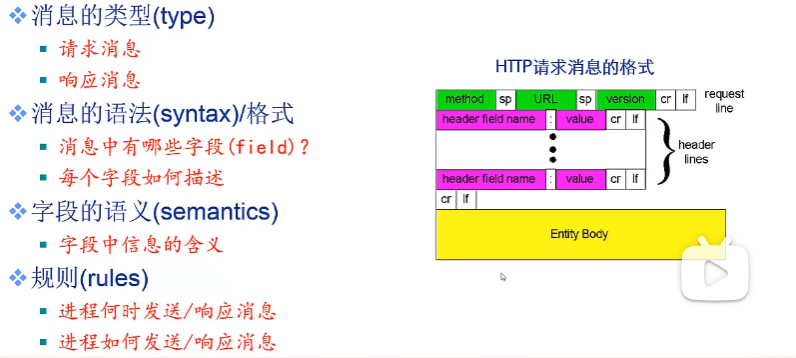 消息的类型(type)
请求消息
响应消息
消息的语法(syntax)/格式
消息中有哪些字段(field)?
每个字段如何描述
字段的语义(semantics)
字段中信息的含义
规则(rules)
进程何时发送/响应消息
进程如何发送/响应消息
HTTP请求消息的格式
method sp URL sp version cr lf request line
header field name : value cr lf
header lines
header field name : value cr lf
cr lf
Entity Body